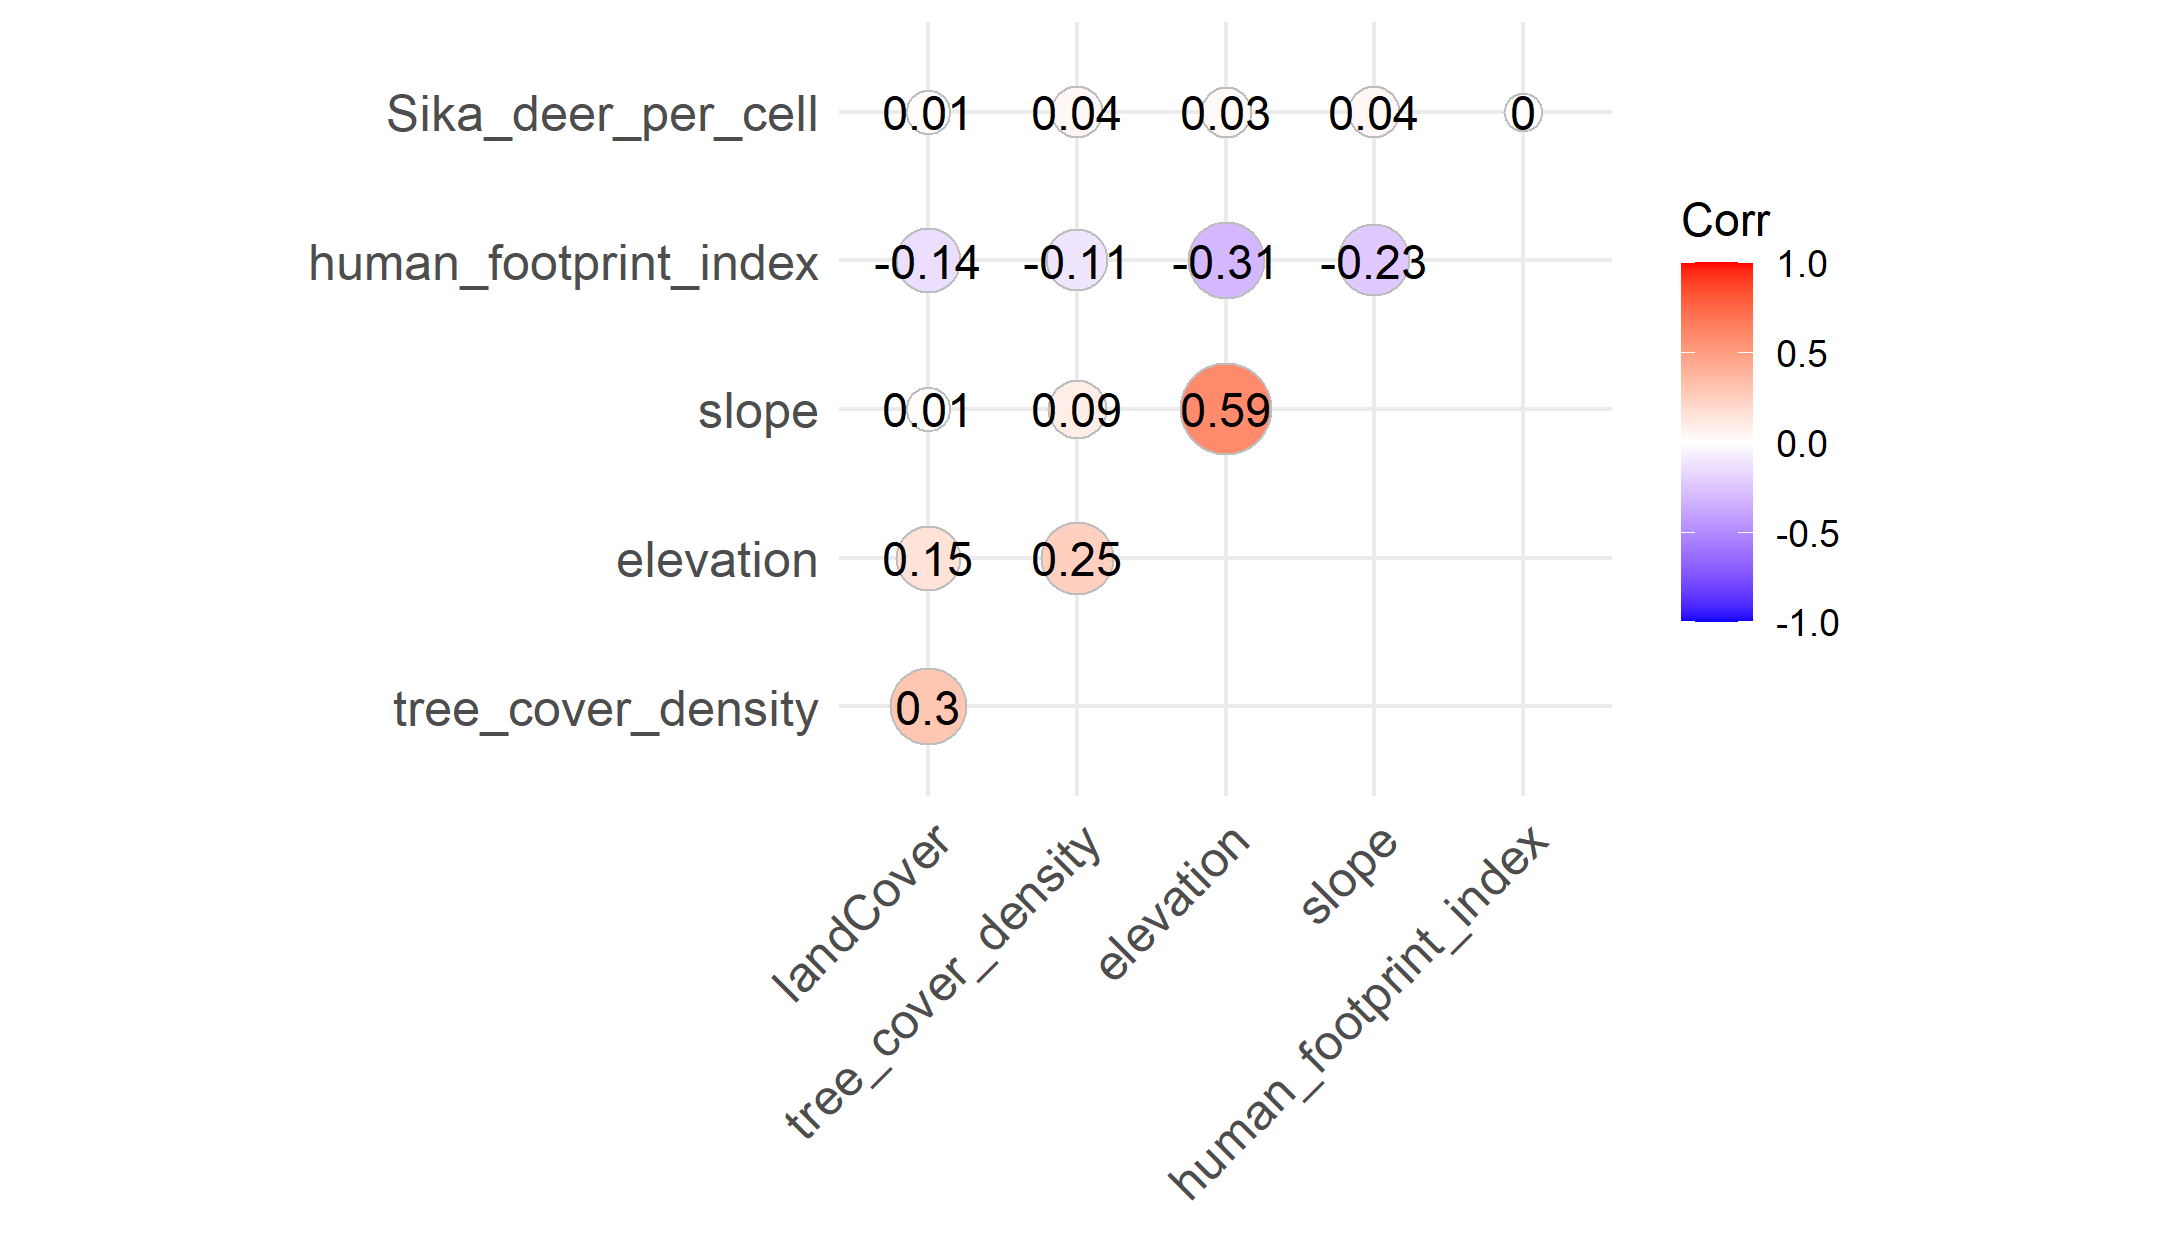 Sika_deer_per_cell 0.01 0.04 0.03 0.04 0
human_footprint_index -0.14 -0.11 -0.31 -0.23
slope 0.01 0.09 0.59
elevation 0.15 0.25
tree_cover_density 0.3
landCover
tree_cover_density
elevation
slope
human_footprint_index
Corr
1.0
0.5
0.0
-0.5
-1.0